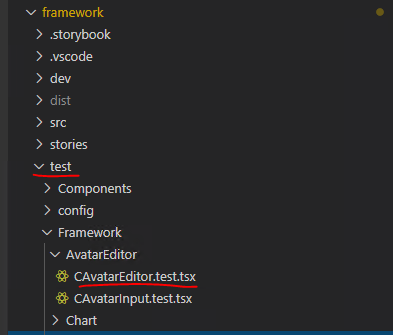 framework
.storybook
.vscode
dev
dist
src
stories
test
Components
config
Framework
AvatarEditor
CAvatarEditor.test.tsx
CAvatarInput.test.tsx
Chart